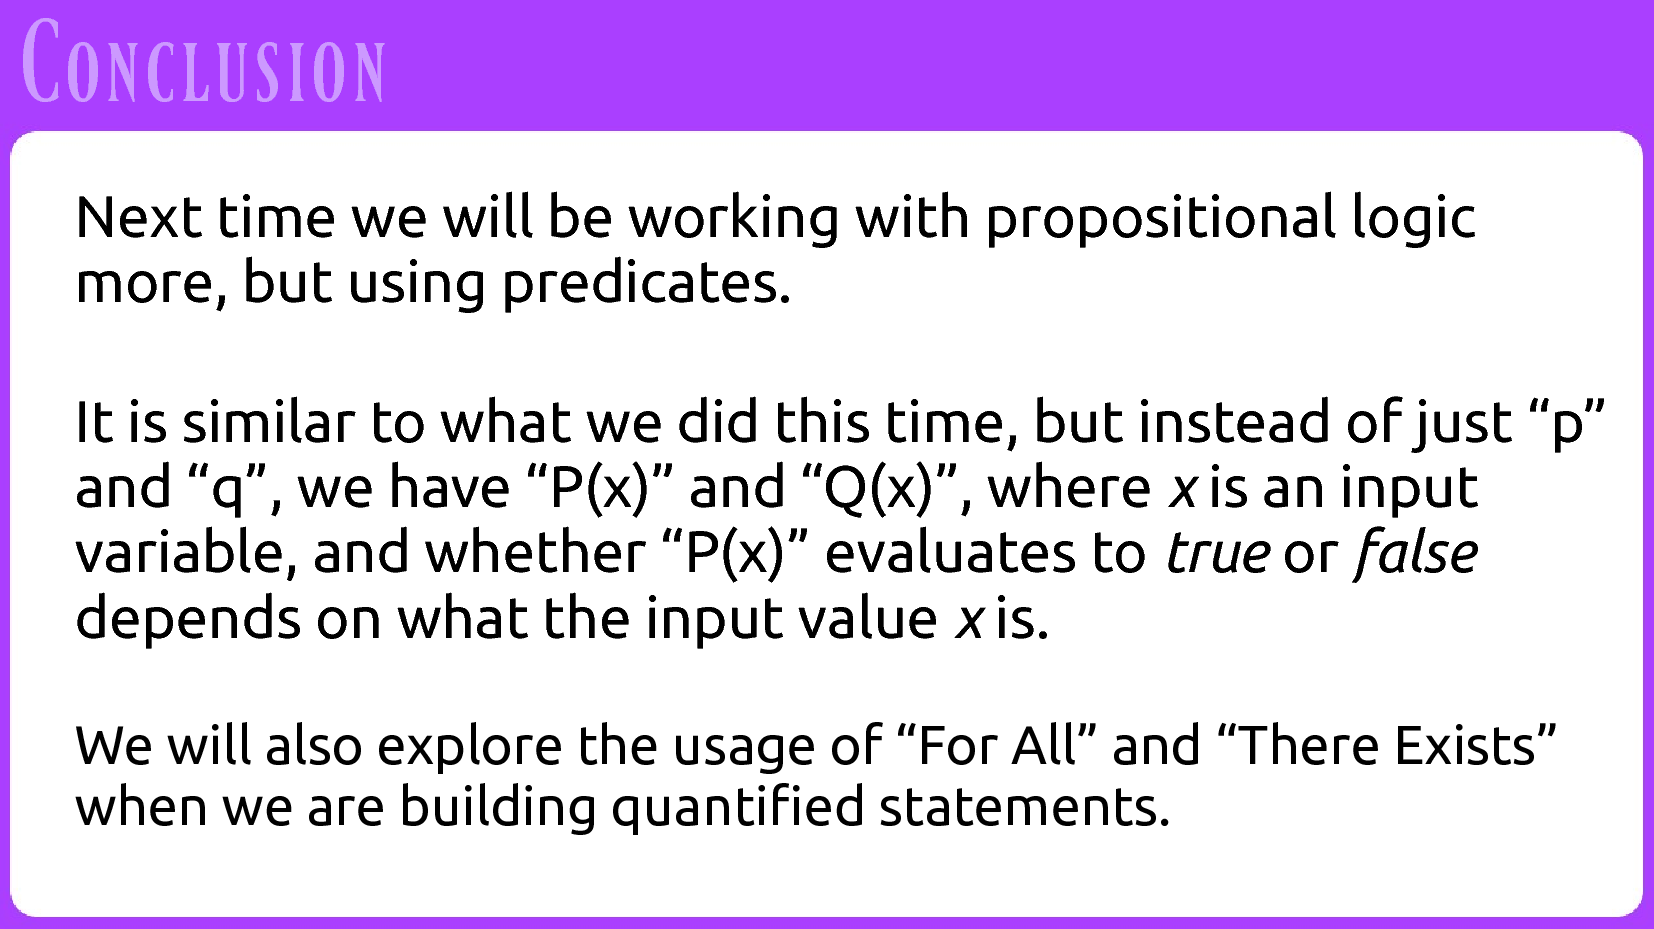 Conclusion
Next time we will be working with propositional logic
more, but using predicates.
It is similar to what we did this time, but instead of just “p”
and “q”, we have “P(x)” and “Q(x)”, where x is an input
variable, and whether “P(x)” evaluates to true or false
depends on what the input value x is.
We will also explore the usage of “For All” and “There Exists”
when we are building quantified statements.